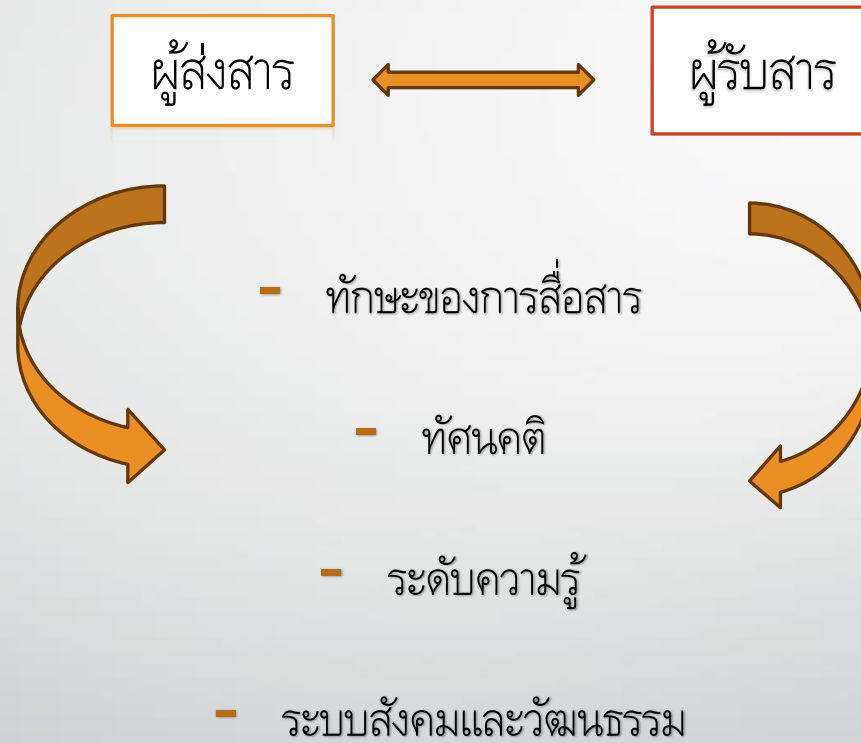 ผู้ส่งสาร
ผู้รับสาร
- ทักษะของการสื่อสาร
- ทัศนคติ
- ระดับความรู้
- ระบบสังคมและวัฒนธรรม